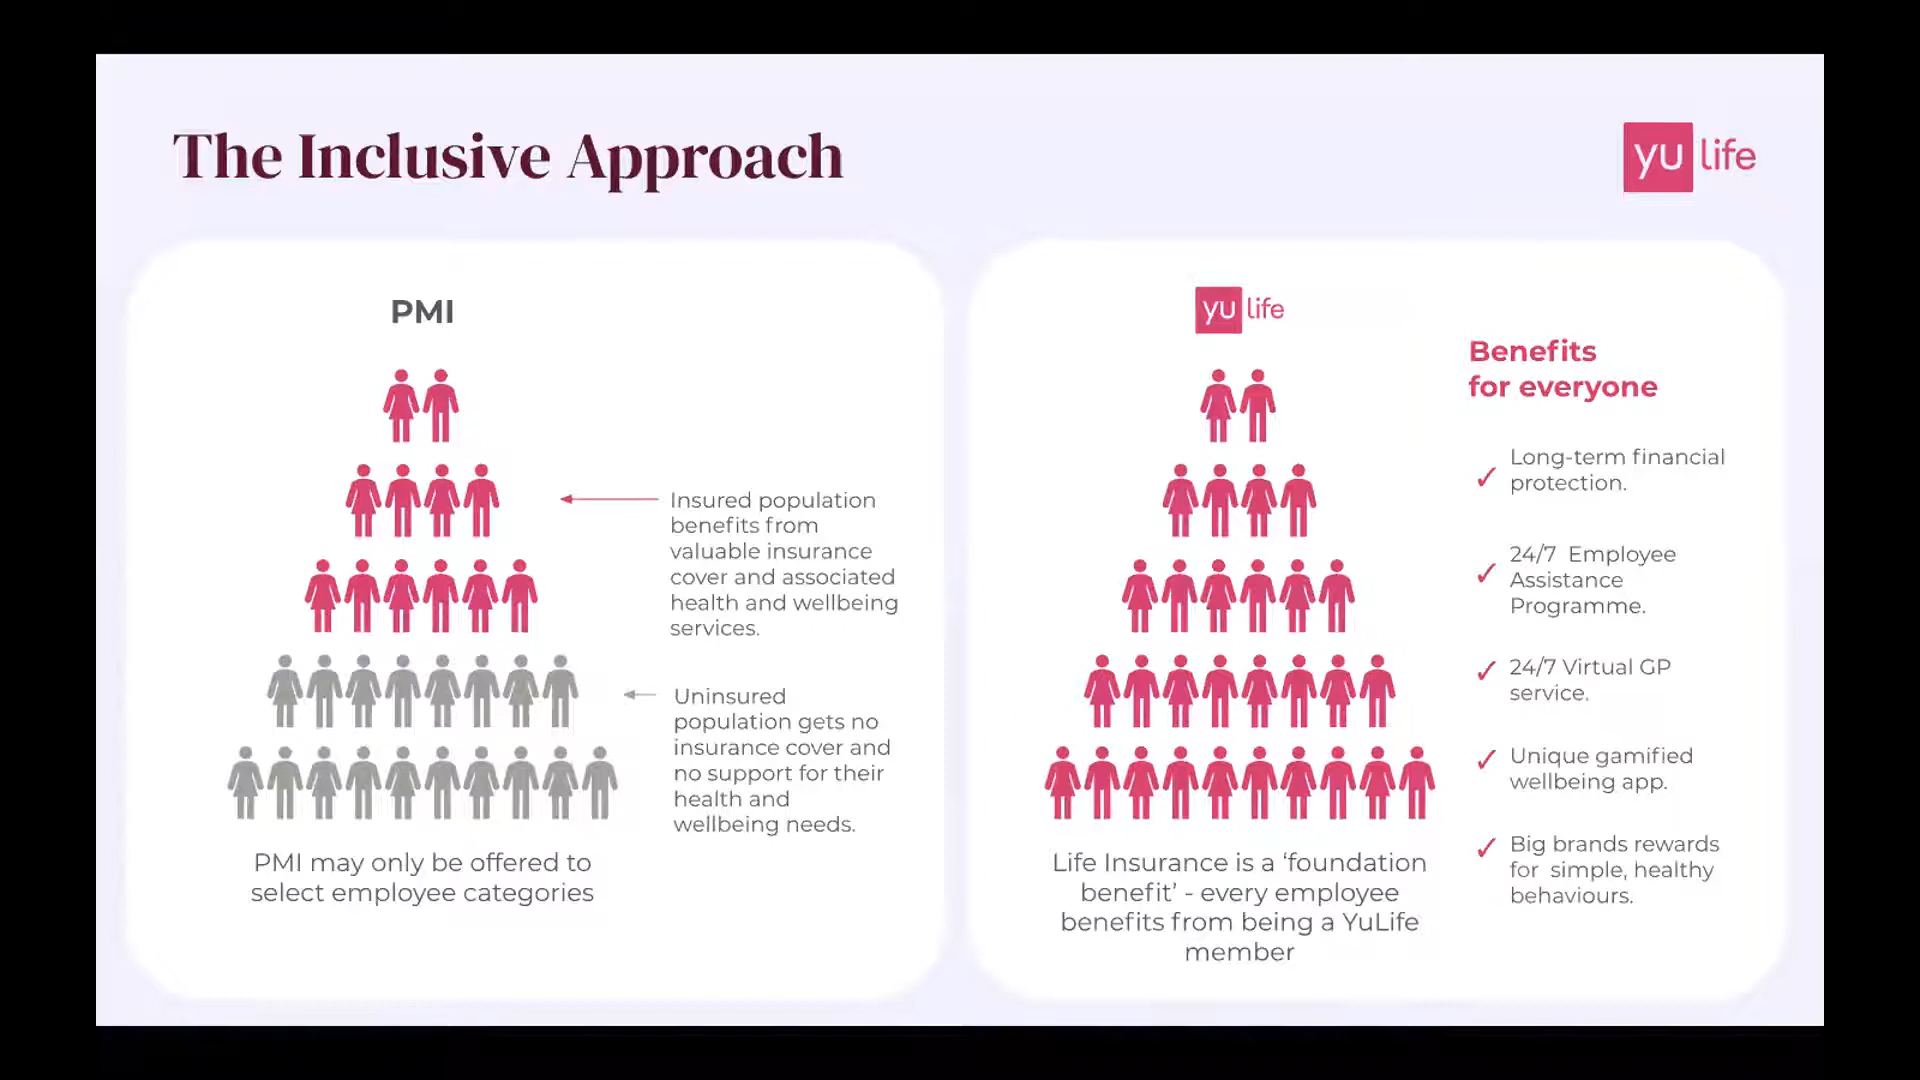 The Inclusive Approach
yu life
PMI
Insured population
benefits from
valuable insurance
cover and associated
health and wellbeing
services.
Uninsured
population gets no
insurance cover and
no support for their
health and
wellbeing needs.
PMI may only be offered to
select employee categories
yu life
Life Insurance is a ‘foundation
benefit’ - every employee
benefits from being a YuLife
member
Benefits
for everyone
✓ Long-term financial
protection.
✓ 24/7 Employee
Assistance
Programme.
✓ 24/7 Virtual GP
service.
✓ Unique gamified
wellbeing app.
✓ Big brands rewards
for simple, healthy
behaviours.